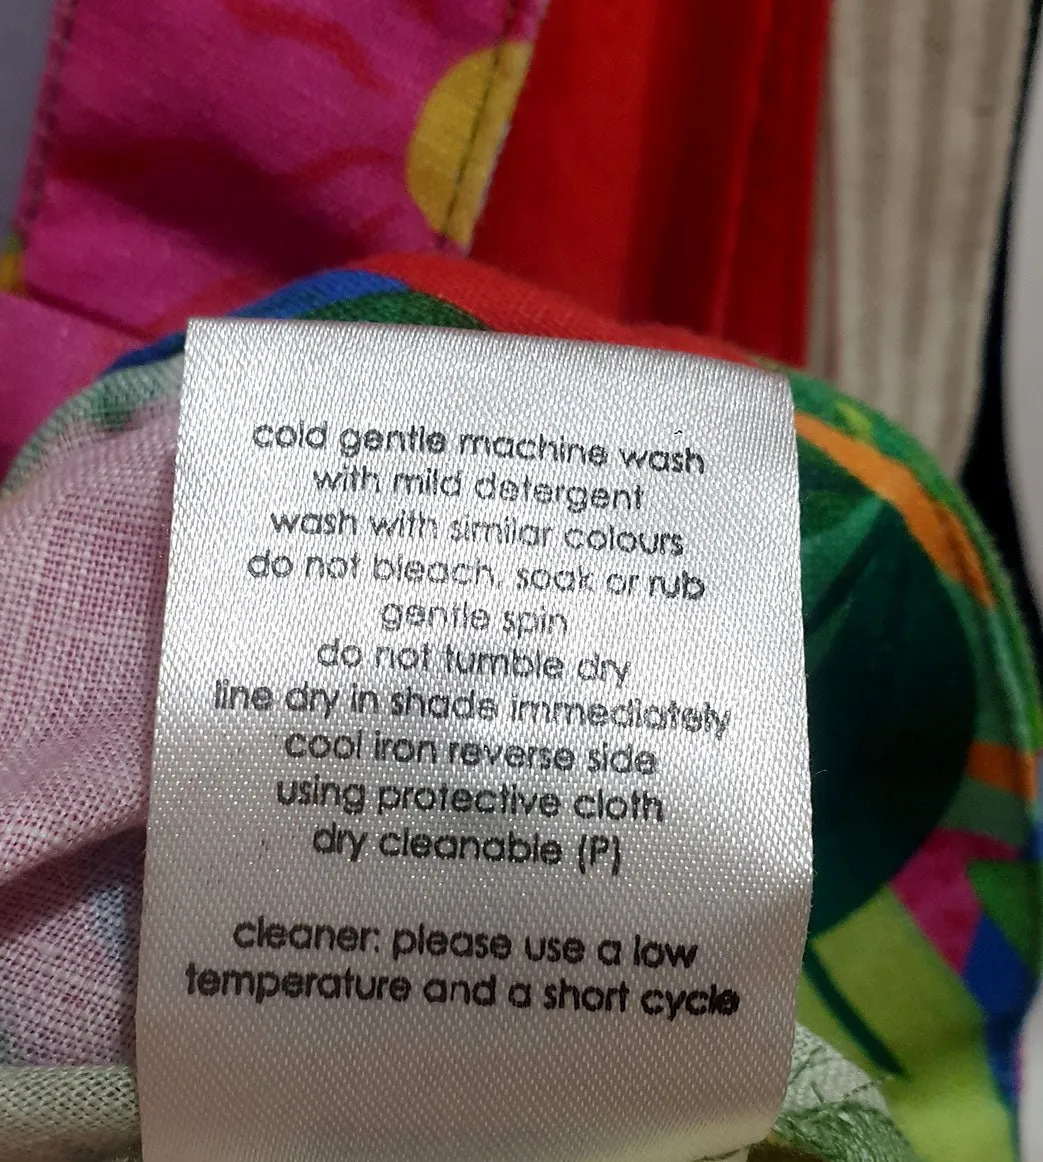 cold gentle machine wash
with mild detergent
wash with similar colours
do not bleach, soak or rub
gentle spin
do not tumble dry
line dry in shade immediately
cool iron reverse side
using protective cloth
dry cleanable (P)
cleaner: please use a low
temperature and a short cycle